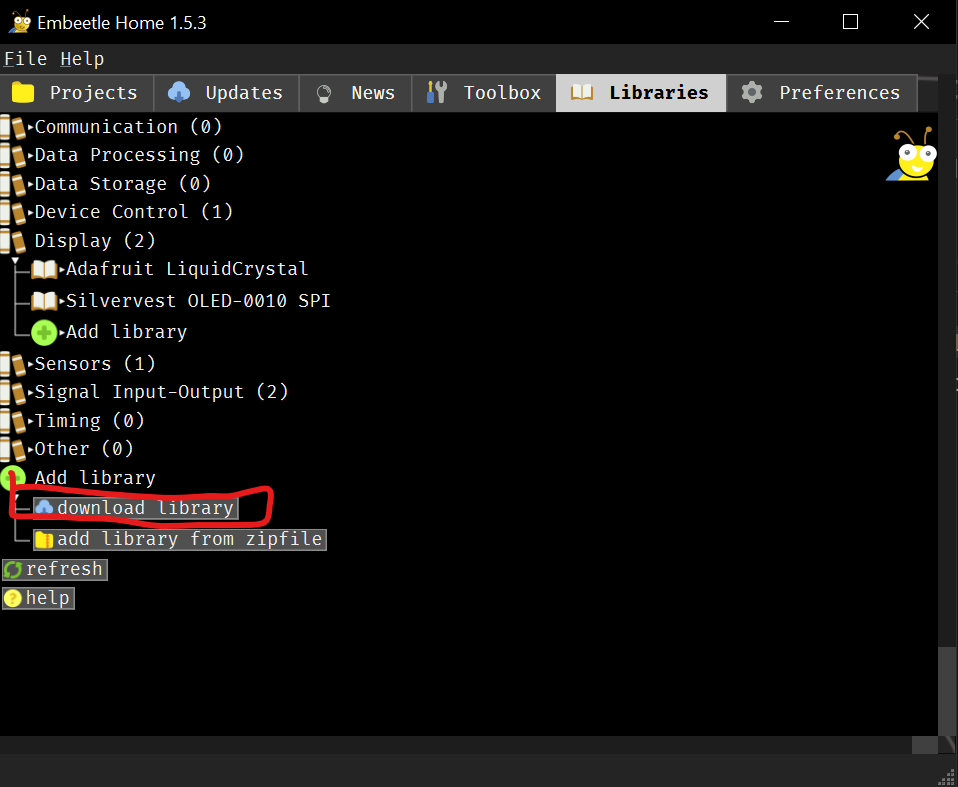 Embeetle Home 1.5.3
File Help
Projects Updates News Toolbox Libraries Preferences
Communication (0)
Data Processing (0)
Data Storage (0)
Device Control (1)
Display (2)
Adafruit LiquidCrystal
Silvervest OLED-0010 SPI
Add library
Sensors (1)
Signal Input-Output (2)
Timing (0)
Other (0)
Add library
download library
add library from zipfile
refresh
help